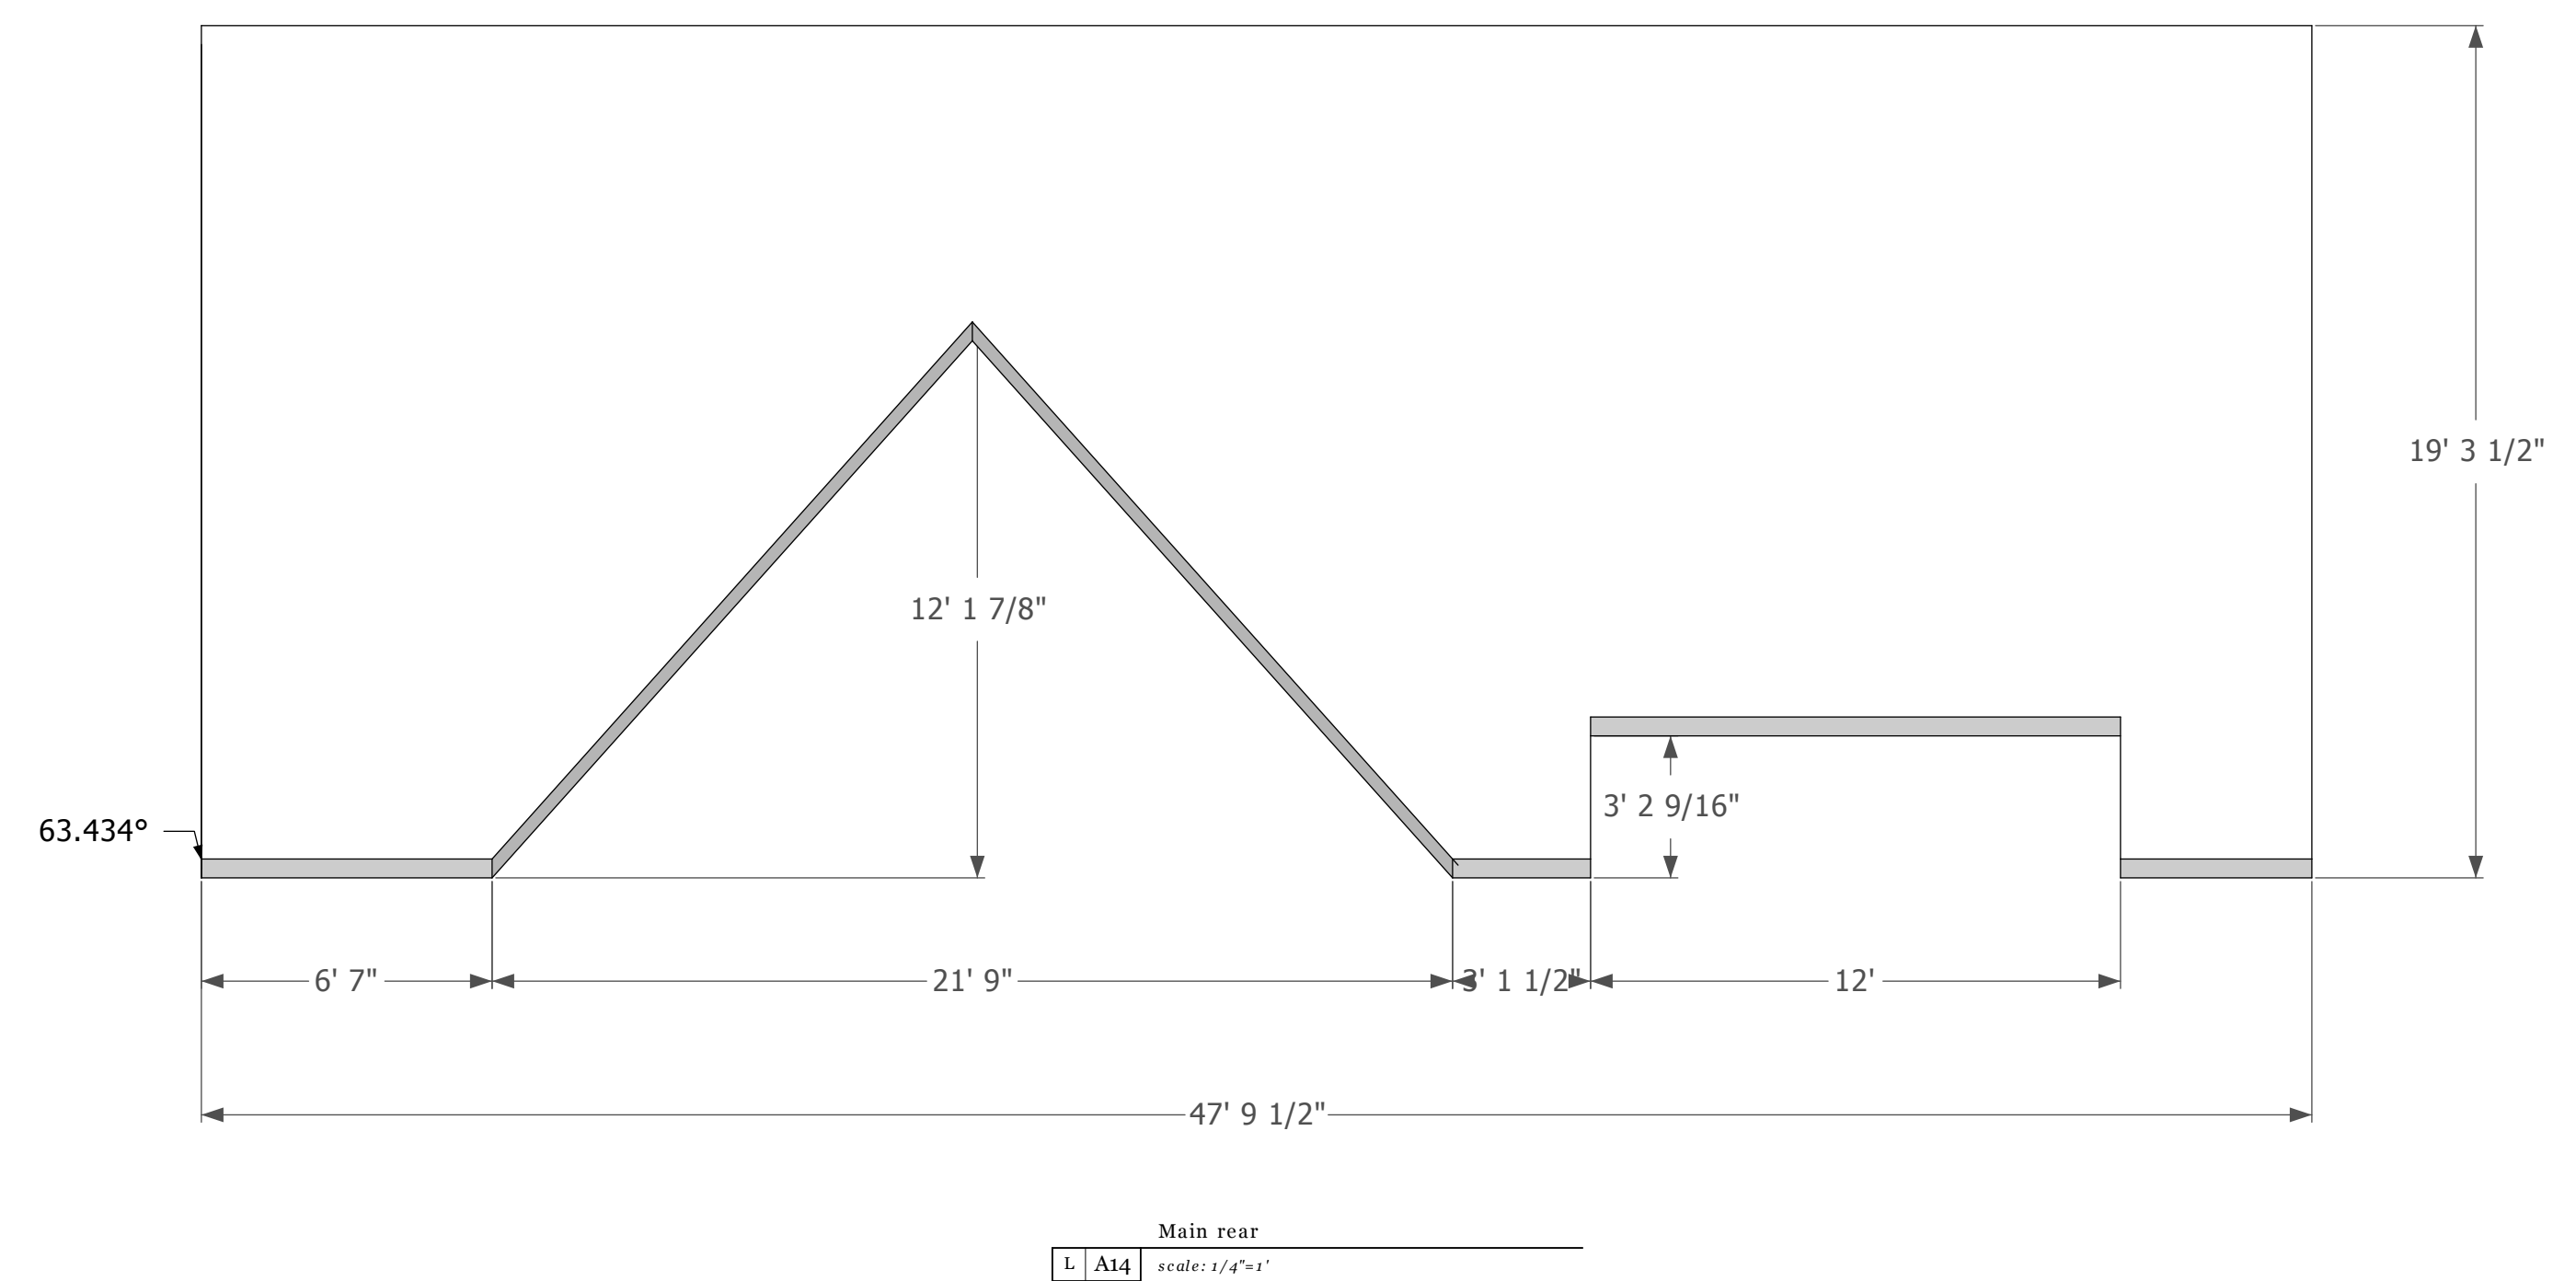 19' 3 1/2"
12' 1 7/8"
3' 2 9/16"
63.434°
6' 7"
21' 9"
3' 1 1/2"
12'
47' 9 1/2"
Main rear
L A14 scale: 1/4"=1'